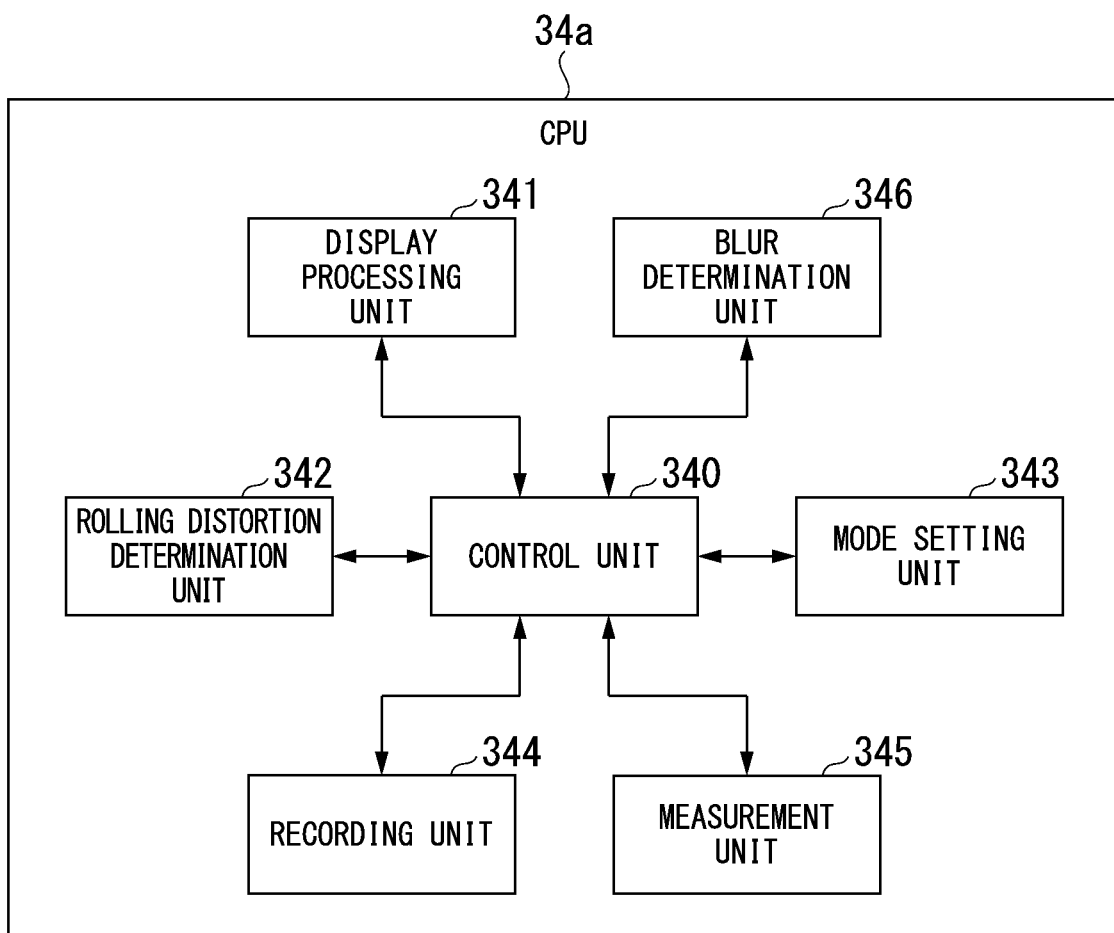 34a
CPU
341
DISPLAY
PROCESSING
UNIT
346
BLUR
DETERMINATION
UNIT
342
ROLLING DISTORTION
DETERMINATION
UNIT
340
CONTROL UNIT
343
MODE SETTING
UNIT
344
RECORDING UNIT
345
MEASUREMENT
UNIT